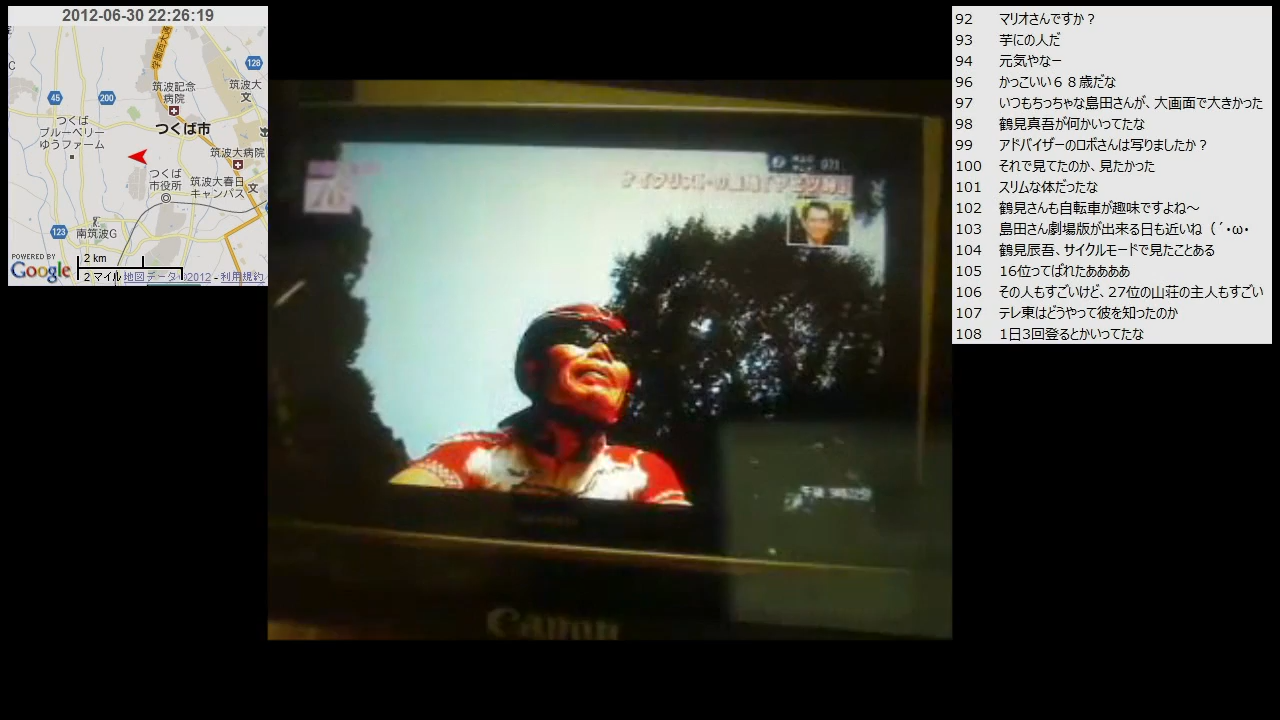 2012-06-30 22:26:19
128
筑波記念
病院
筑波大
文
45
200
つくば
ブルーベリー
ゆうファーム
つくば市
筑波大病院
つくば
市役所
筑波大春日
キャンパス
文
123
南筑波G
POWERED BY
Google
2 km
2 マイル
地図データ ©2012 - 利用規約
92 マリオさんですか？
93 芋にの人だ
94 元気やなー
96 かっこいい６８歳だな
97 いつもちっちゃな島田さんが、大画面で大きかった
98 鶴見真吾が何かいってたな
99 アドバイザーのロボさんは写りましたか？
100 それで見てたのか、見たかった
101 スリムな体だったな
102 鶴見さんも自転車が趣味ですよね～
103 島田さん劇場版が出来る日も近いね（´・ω・
104 鶴見辰吾、サイクルモードで見たことある
105 16位ってばれたああああ
106 その人もすごいけど、27位の山荘の主人もすごい
107 テレ東はどうやって彼を知ったのか
108 1日3回登るとかいってたな
071
Canon